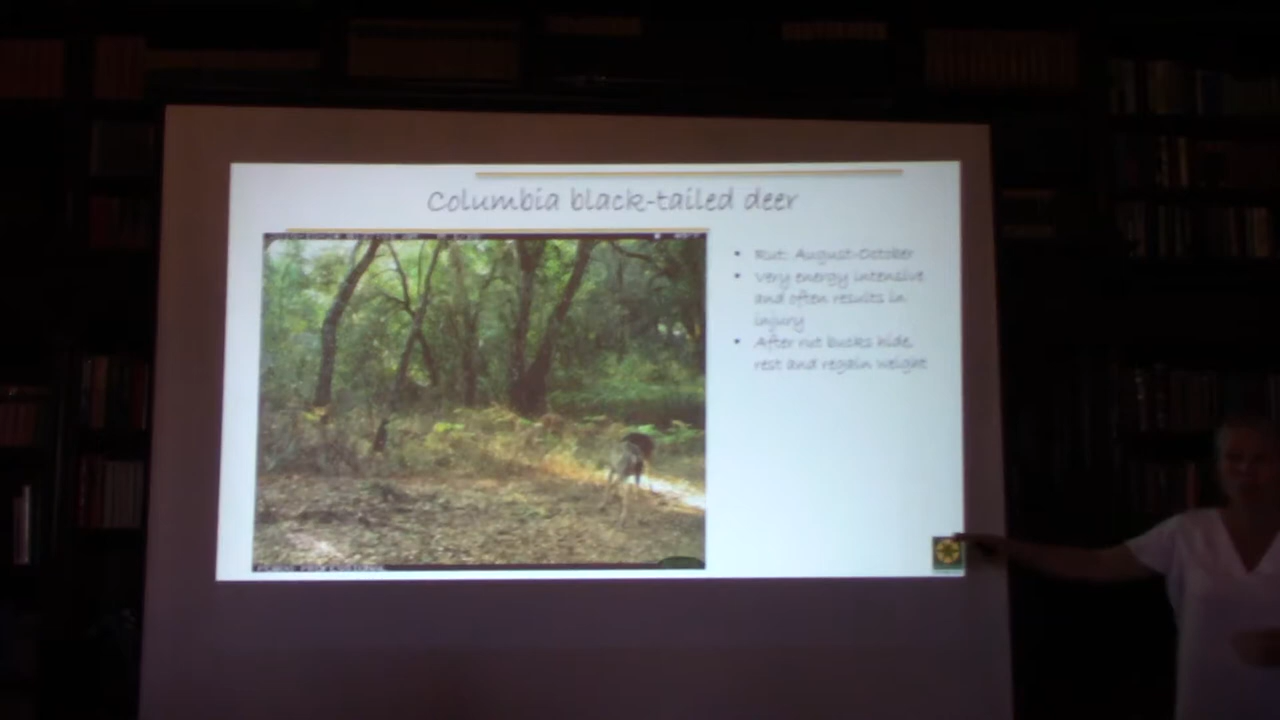 Columbia black-tailed deer
• Rut: August-October
• Very energy intensive
and often results in
injury
• After rut bucks hide,
rest and regain weight